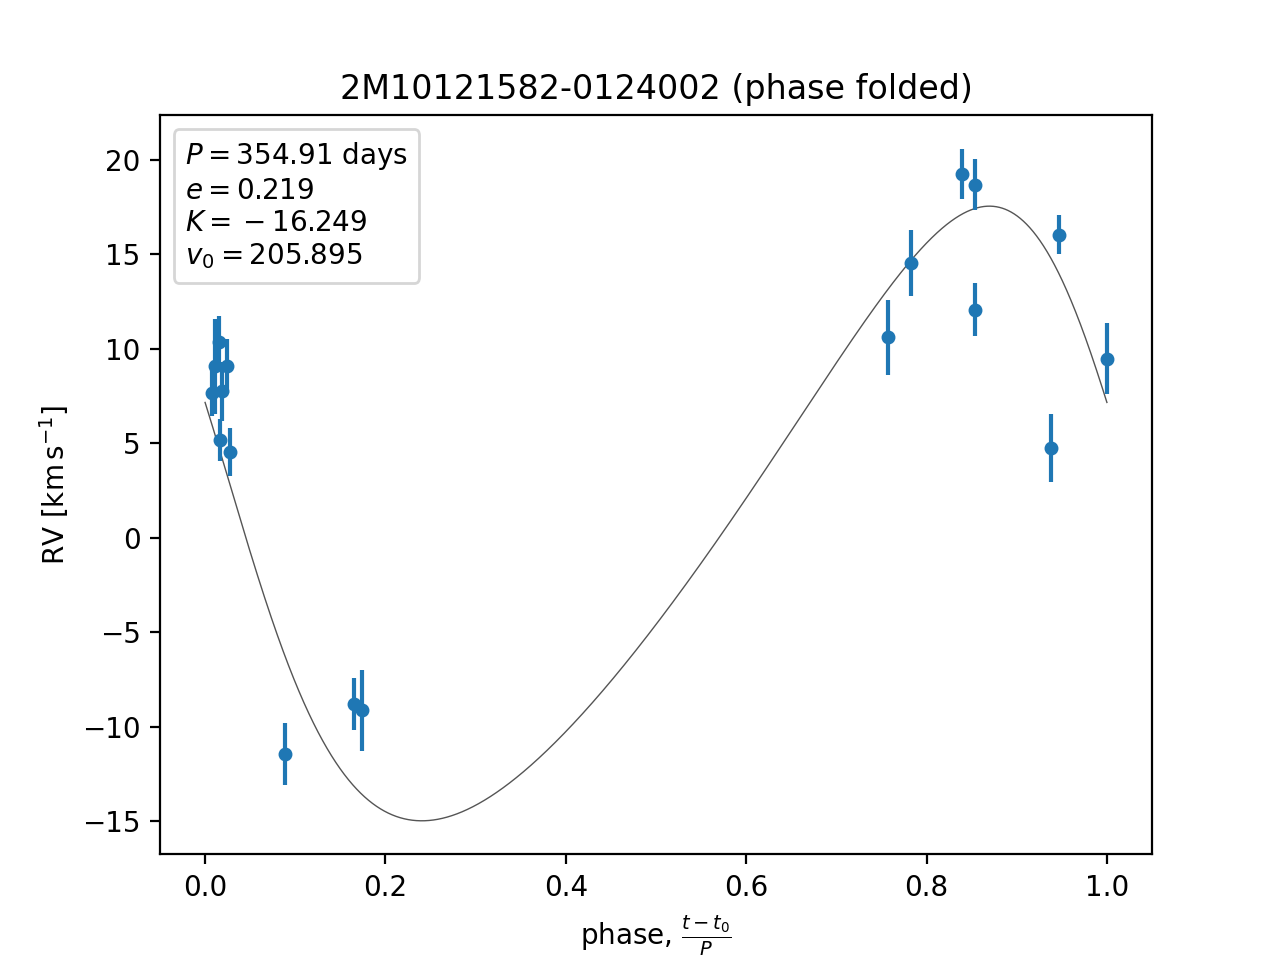 2M10121582-0124002 (phase folded)
P = 354.91 days
e = 0.219
K = − 16.249
v₀ = 205.895
20
15
10
5
0
−5
−10
−15
RV [km s⁻¹]
0.0 0.2 0.4 0.6 0.8 1.0
phase, (t − t₀)/P